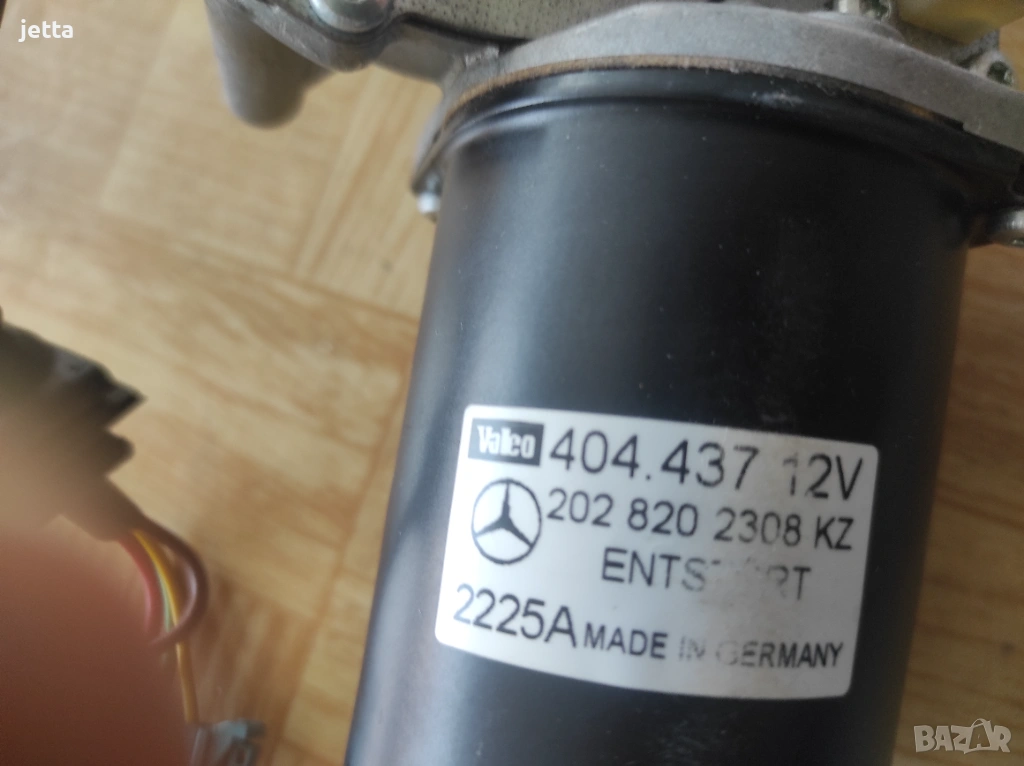 jetta
Valeo 404.437 12V
202 820 2308 KZ
2225A MADE IN GERMANY
BAZAR